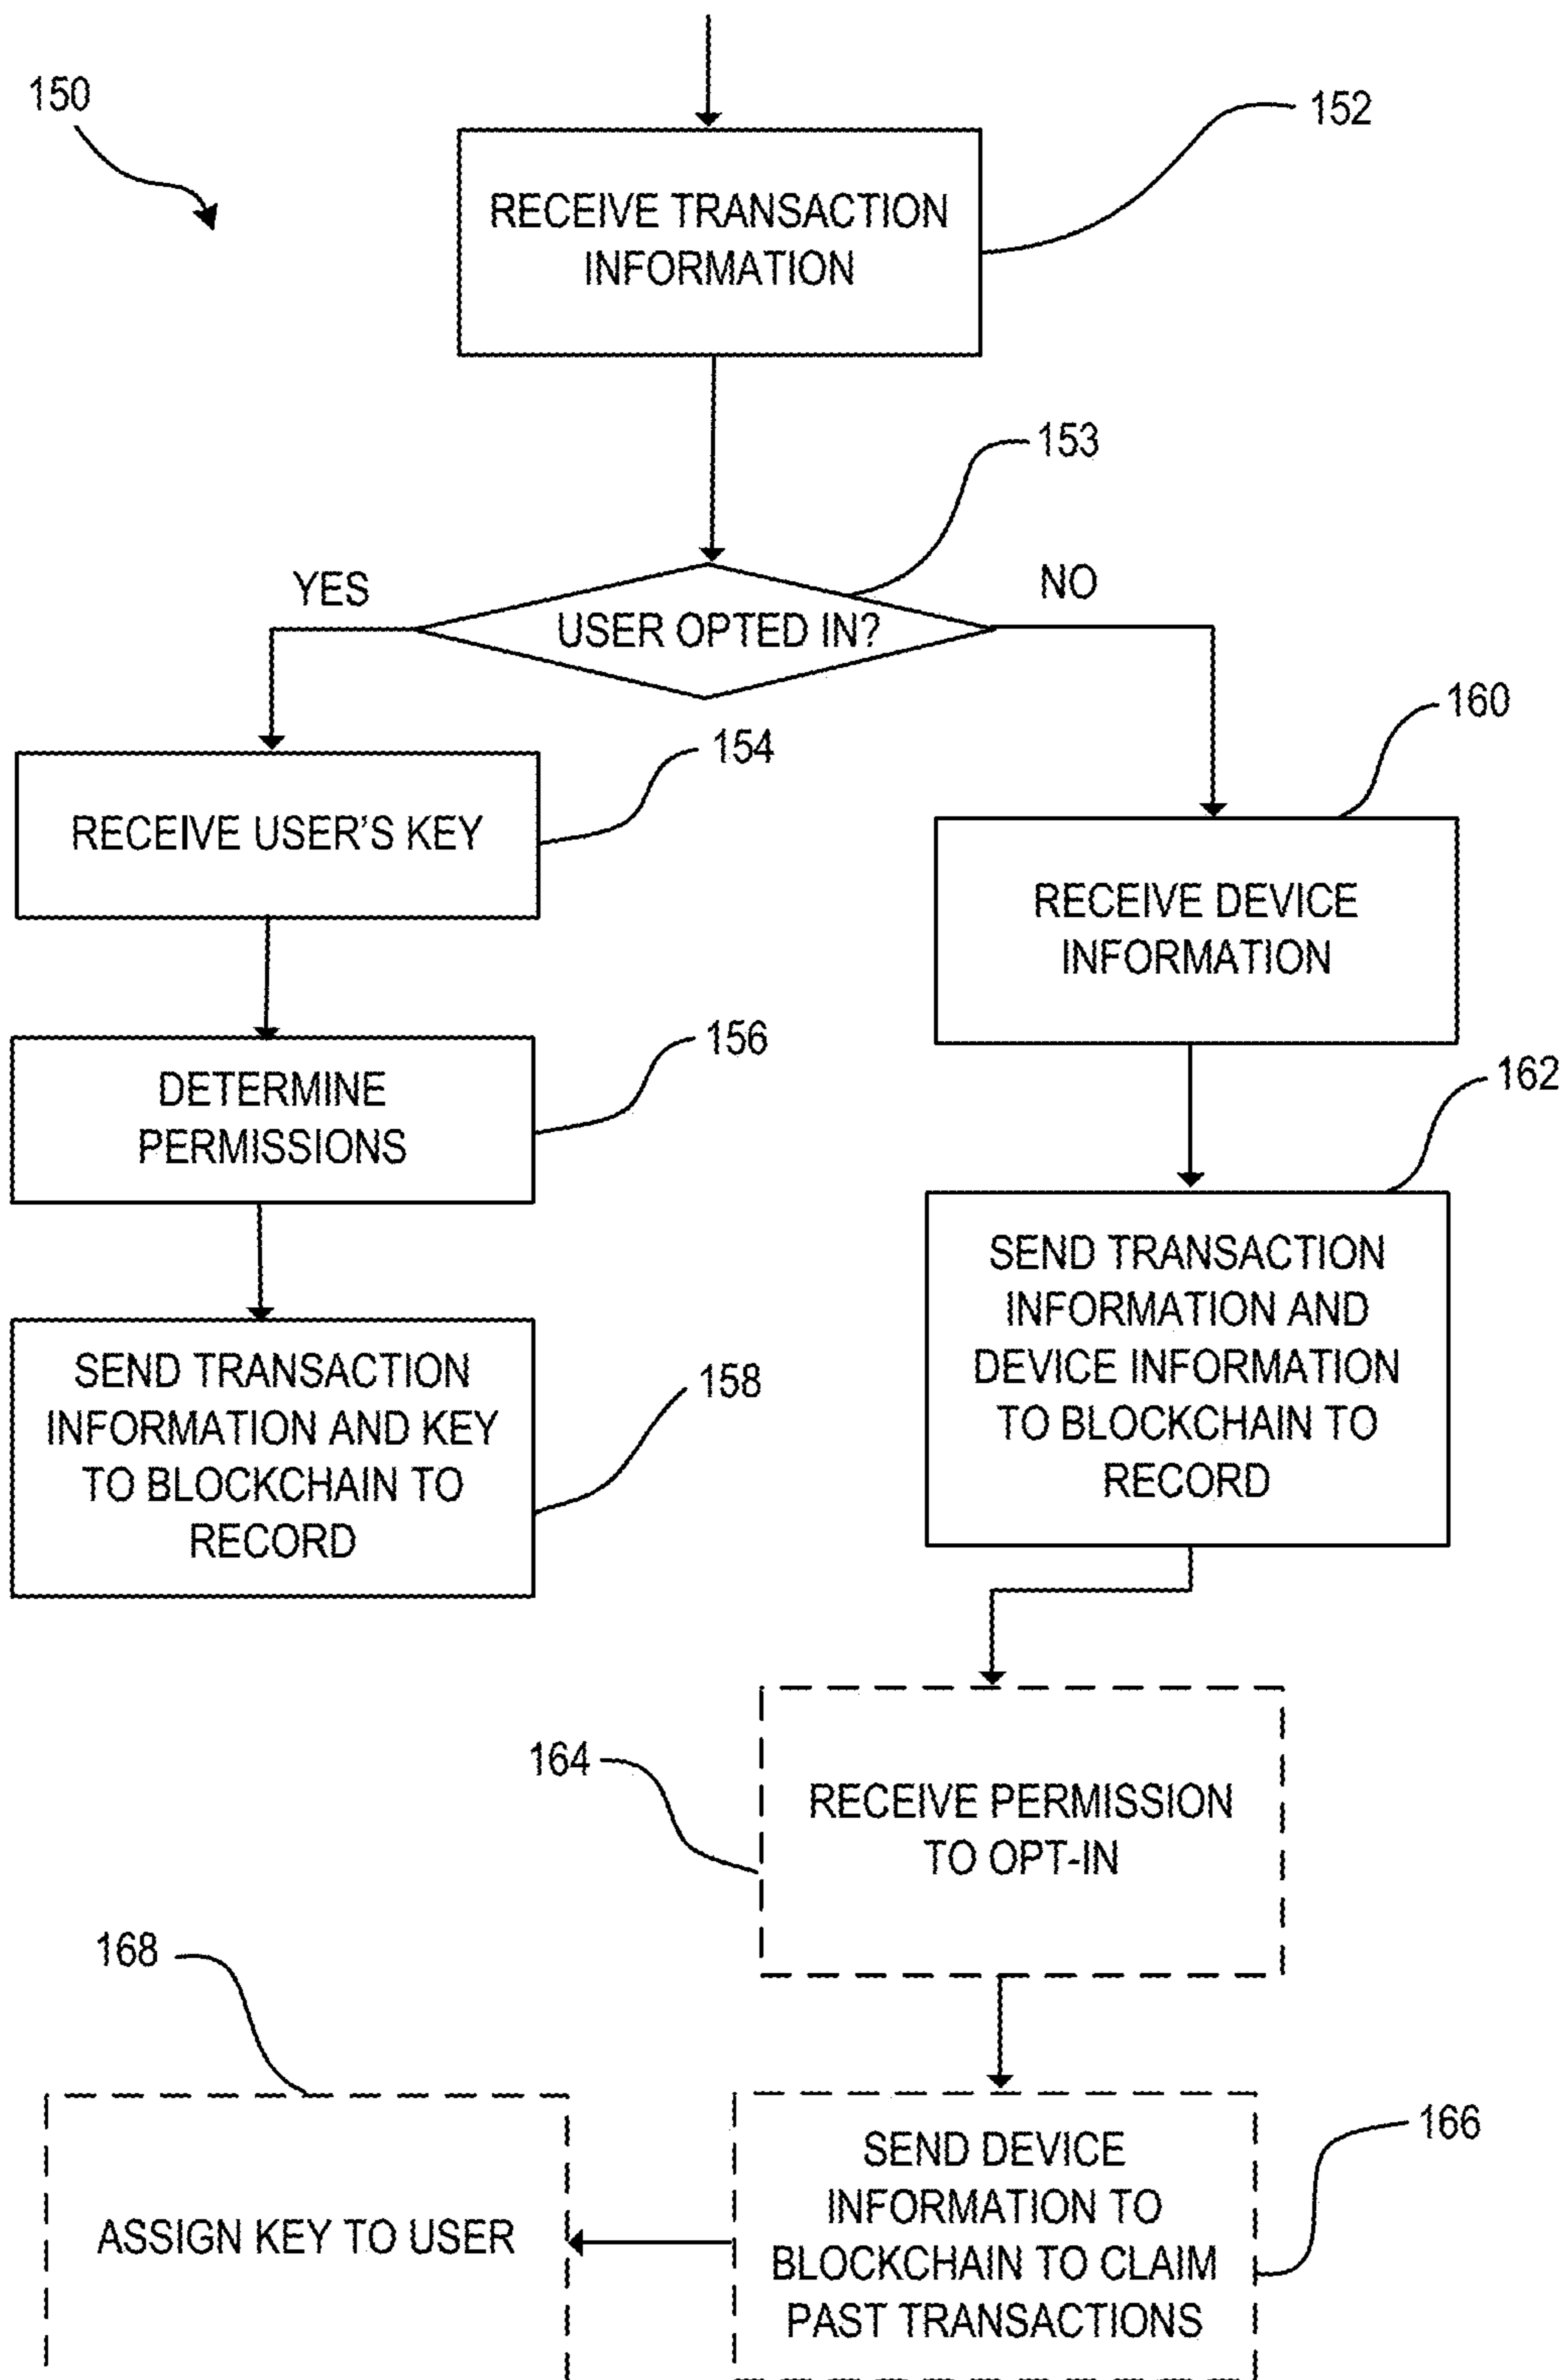 150
152
RECEIVE TRANSACTION
INFORMATION
153
YES
NO
USER OPTED IN?
154
160
RECEIVE USER'S KEY
RECEIVE DEVICE
INFORMATION
156
DETERMINE
PERMISSIONS
162
SEND TRANSACTION
INFORMATION AND
DEVICE INFORMATION
TO BLOCKCHAIN TO
RECORD
158
SEND TRANSACTION
INFORMATION AND KEY
TO BLOCKCHAIN TO
RECORD
164
RECEIVE PERMISSION
TO OPT-IN
168
166
SEND DEVICE
INFORMATION TO
BLOCKCHAIN TO CLAIM
PAST TRANSACTIONS
ASSIGN KEY TO USER